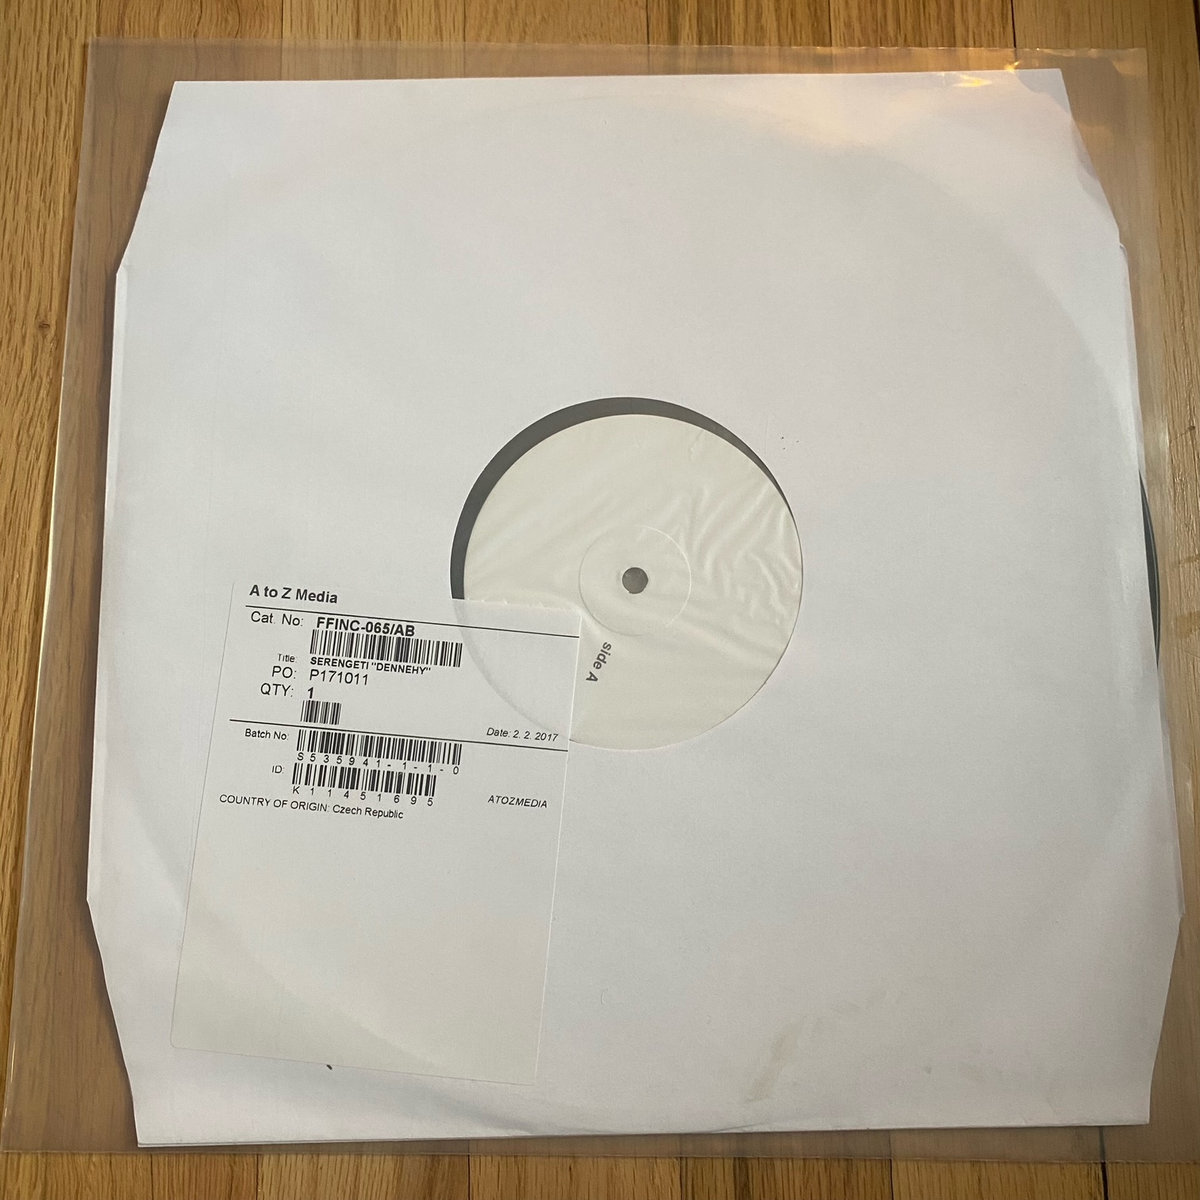 A to Z Media
Cat. No: FFINC-065/AB
Title: SERENGETI "DENNEHY"
PO: P171011
QTY: 1
Date: 2. 2. 2017
Batch No: S535941-1-1-0
ID: K11451695
ATOZMEDIA
COUNTRY OF ORIGIN: Czech Republic
side A